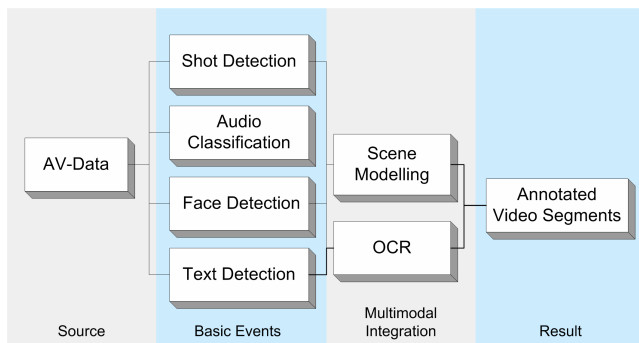 AV-Data
Shot Detection
Audio
Classification
Face Detection
Text Detection
Scene
Modelling
OCR
Annotated
Video Segments
Source
Basic Events
Multimodal
Integration
Result